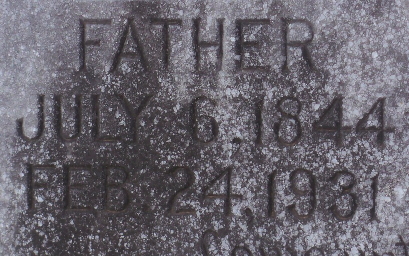 FATHER
JULY 6, 1844
FEB. 24, 1931